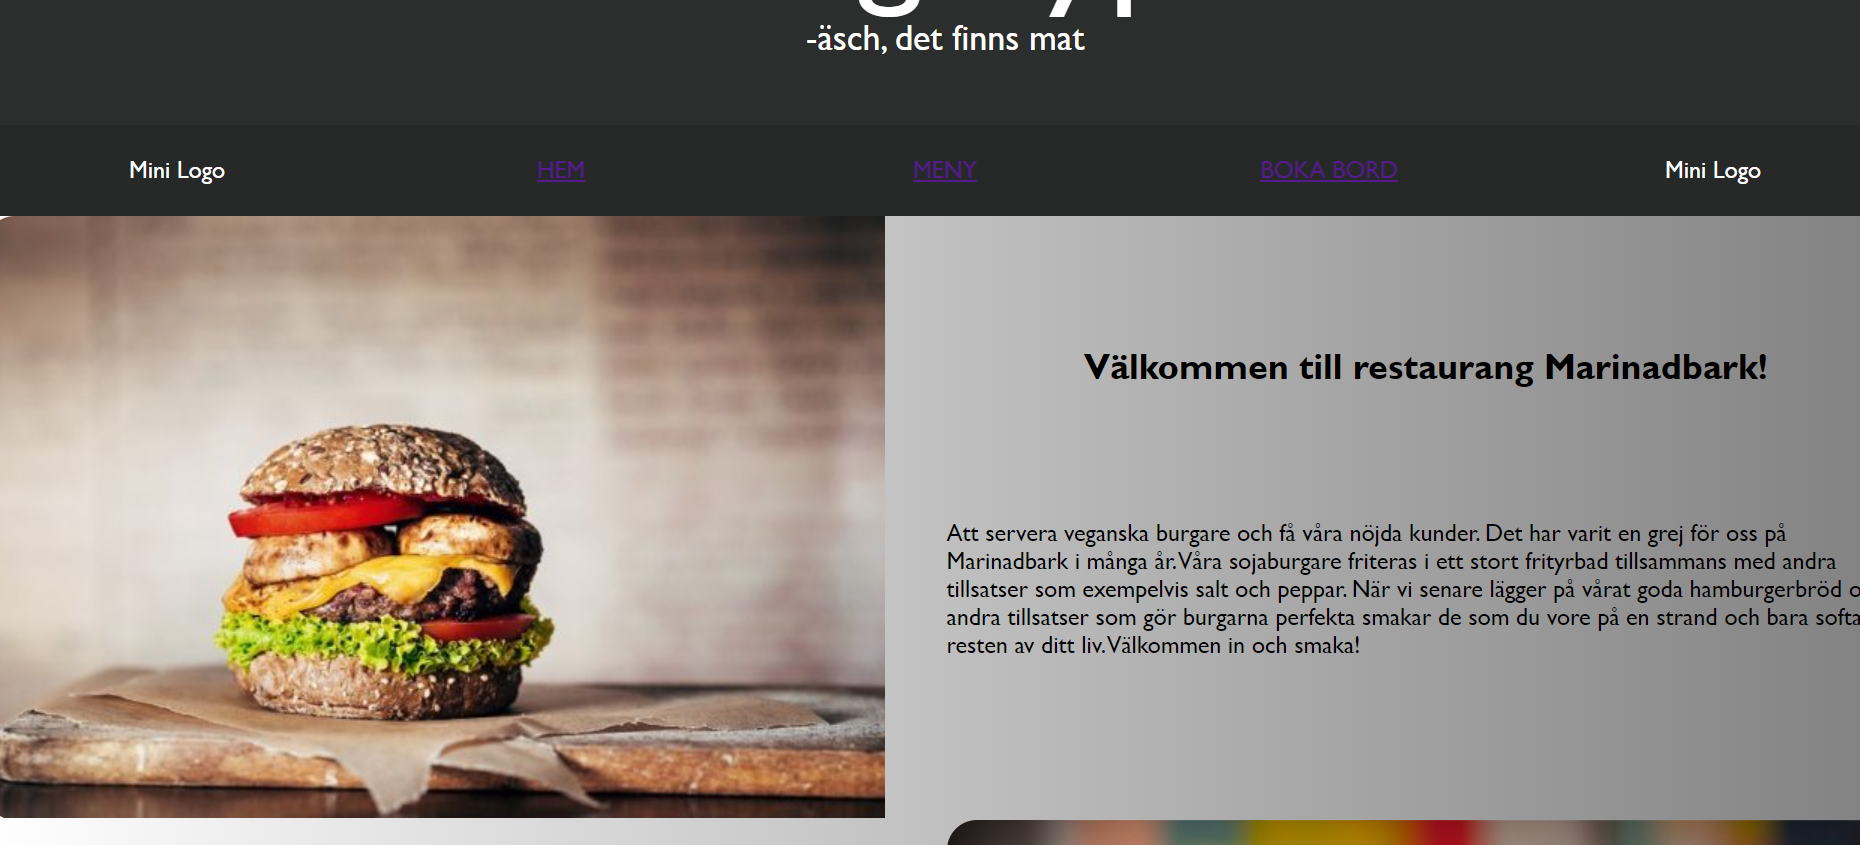 -äsch, det finns mat
Mini Logo HEM MENY BOKA BORD Mini Logo
Välkommen till restaurang Marinadbark!
Att servera veganska burgare och få våra nöjda kunder. Det har varit en grej för oss på
Marinadbark i många år. Våra sojaburgare friteras i ett stort frityrbad tillsammans med andra
tillsatser som exempelvis salt och peppar. När vi senare lägger på vårat goda hamburgerbröd
andra tillsatser som gör burgarna perfekta smakar de som du vore på en strand och bara softa
resten av ditt liv. Välkommen in och smaka!